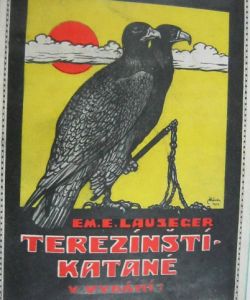 EM. E. LAUSEGER
TEREZÍNŠTÍ-
KATANÉ
V. VYDÁNÍ